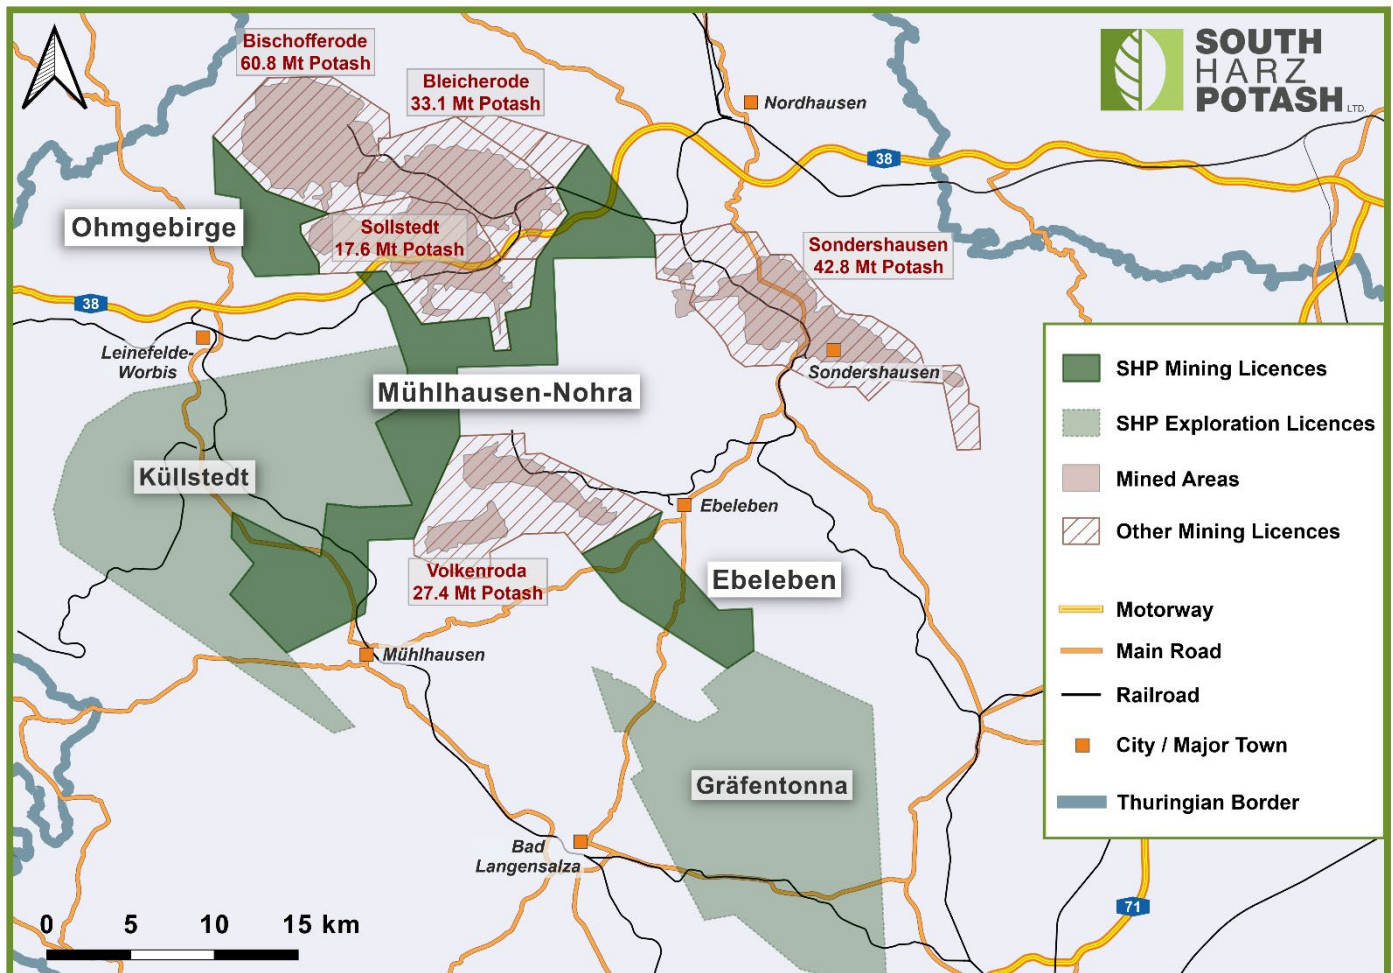 Bischofferode
60.8 Mt Potash
Bleicherode
33.1 Mt Potash
SOUTH
HARZ
POTASH LTD.
Nordhausen
38
Ohmgebirge
Sollstedt
17.6 Mt Potash
Sondershausen
42.8 Mt Potash
38
Leinefelde-
Worbis
Sondershausen
Mühlhausen-Nohra
Küllstedt
Ebeleben
Volkenroda
27.4 Mt Potash
Ebeleben
Mühlhausen
Gräfentonna
Bad
Langensalza
SHP Mining Licences
SHP Exploration Licences
Mined Areas
Other Mining Licences
Motorway
Main Road
Railroad
City / Major Town
Thuringian Border
71
0 5 10 15 km